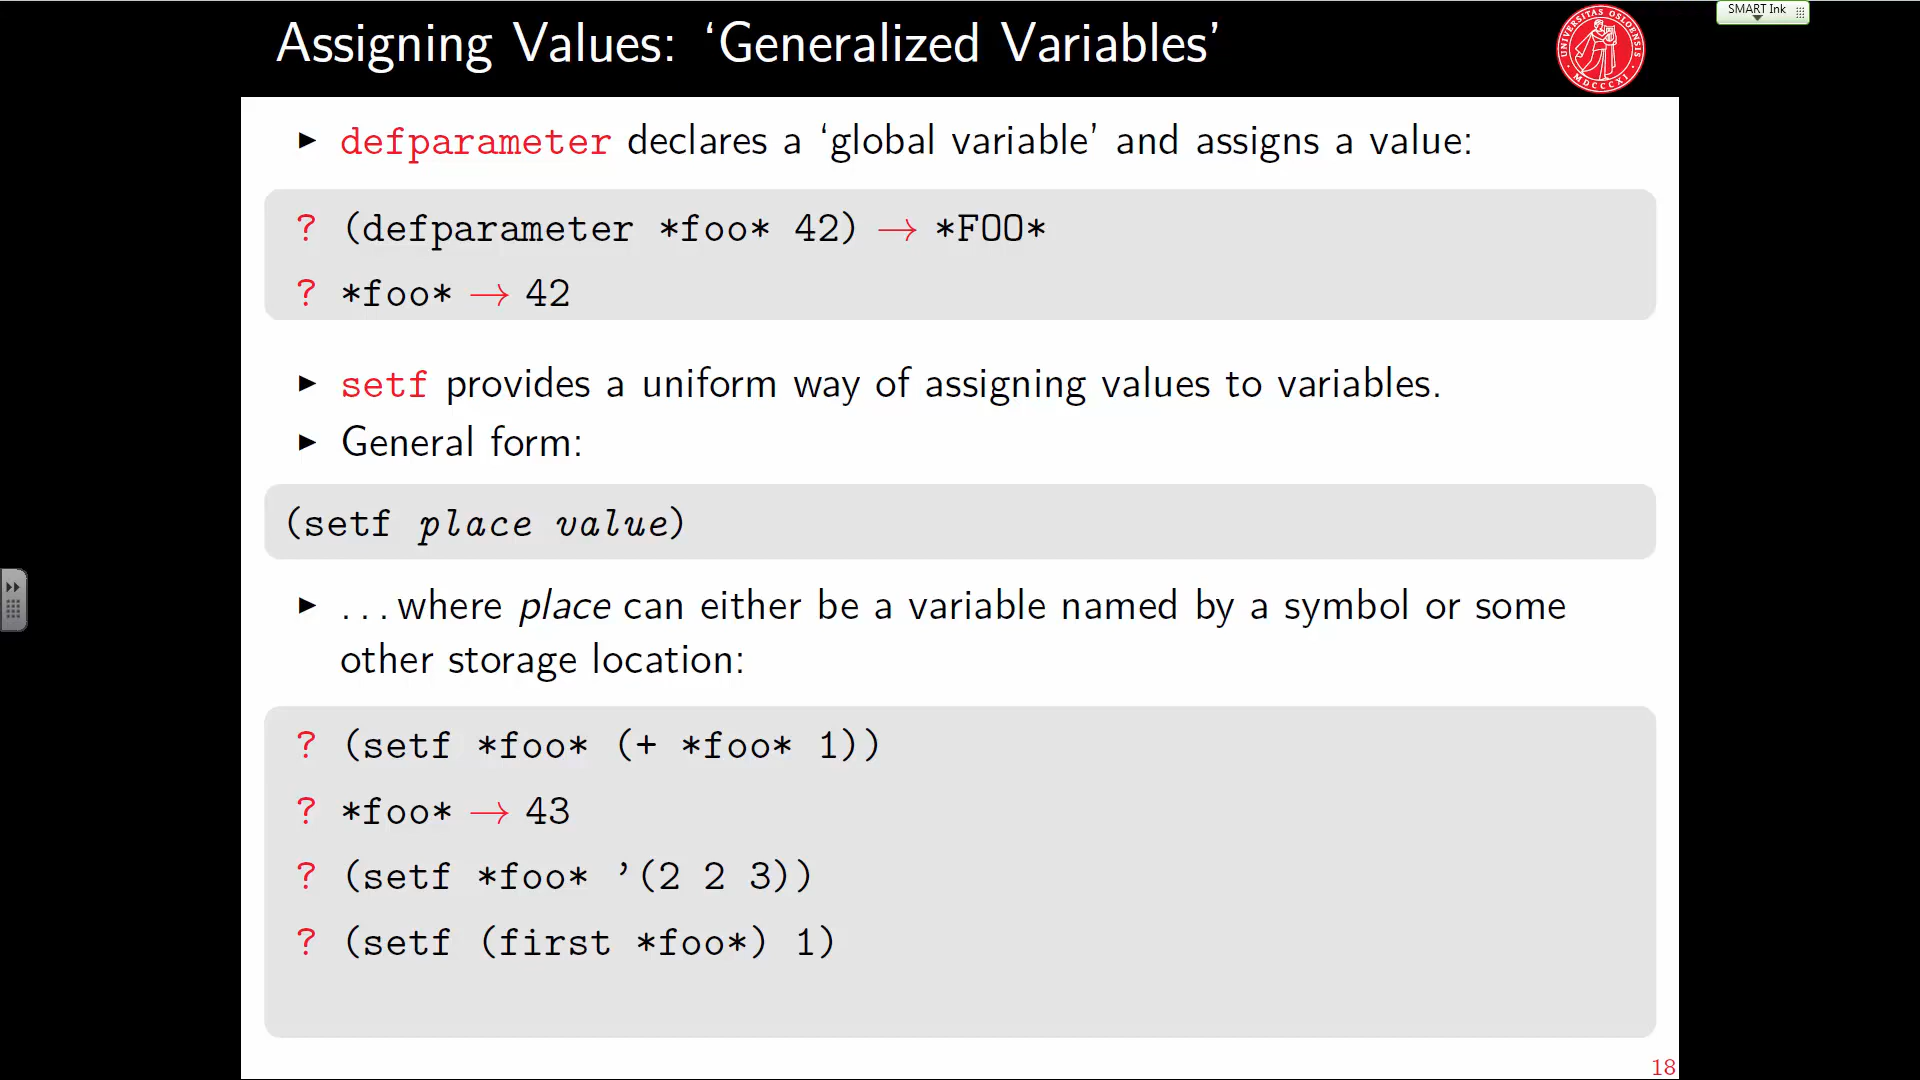 Assigning Values: ‘Generalized Variables’
SMART Ink
UNIVERSITAS OSLOENSIS
MDCCCXI
▶ defparameter declares a ‘global variable’ and assigns a value:
? (defparameter *foo* 42) → *FOO*
? *foo* → 42
▶ setf provides a uniform way of assigning values to variables.
▶ General form:
(setf place value)
▶ ...where place can either be a variable named by a symbol or some
other storage location:
? (setf *foo* (+ *foo* 1))
? *foo* → 43
? (setf *foo* ’(2 2 3))
? (setf (first *foo*) 1)
18